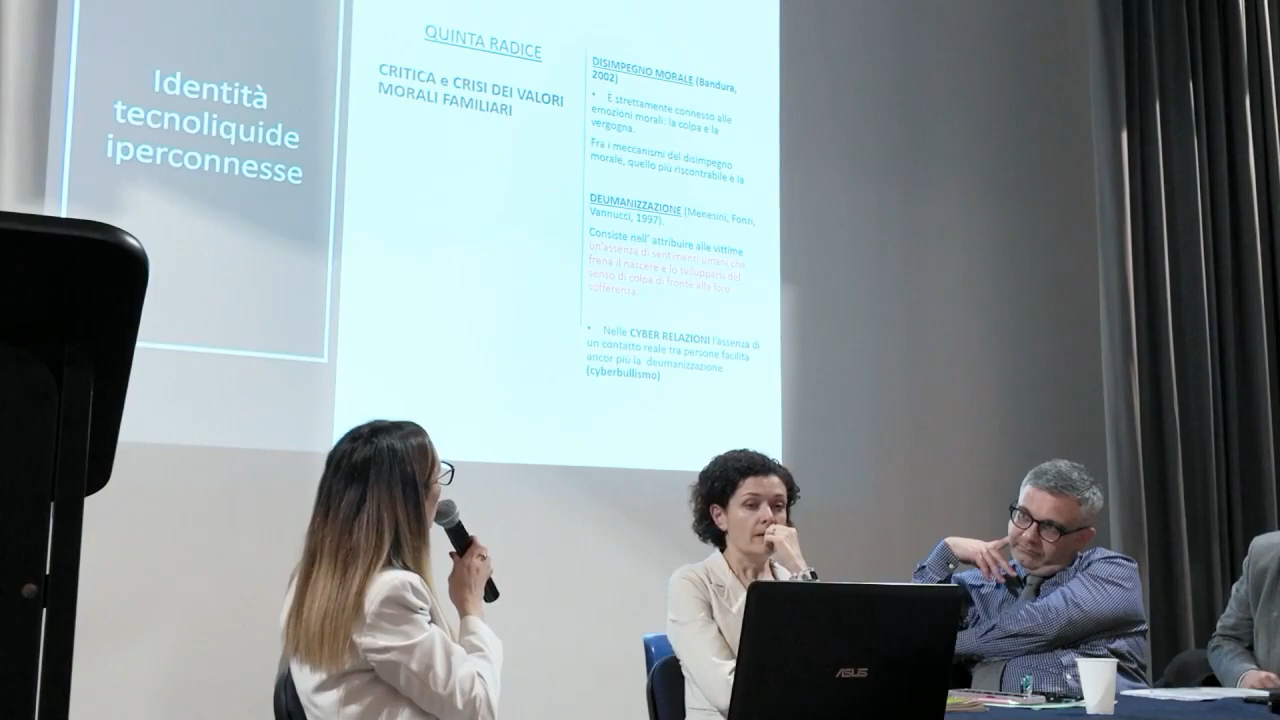 Identità
tecnoliquide
iperconnesse
QUINTA RADICE
CRITICA e CRISI DEI VALORI
MORALI FAMILIARI
DISIMPEGNO MORALE (Bandura,
2002)
• È strettamente connesso alle
emozioni morali: la colpa e la
vergogna.
Fra i meccanismi del disimpegno
morale, quello più riscontrabile è la
DEUMANIZZAZIONE (Menesini, Fonzi,
Vannucci, 1997).
Consiste nell' attribuire alle vittime
un'assenza di sentimenti umani che
frena il nascere e lo svilupparsi del
senso di colpa di fronte alla loro
sofferenza.
• Nelle CYBER RELAZIONI l'assenza di
un contatto reale tra persone facilita
ancor più la deumanizzazione
(cyberbullismo)
ASUS